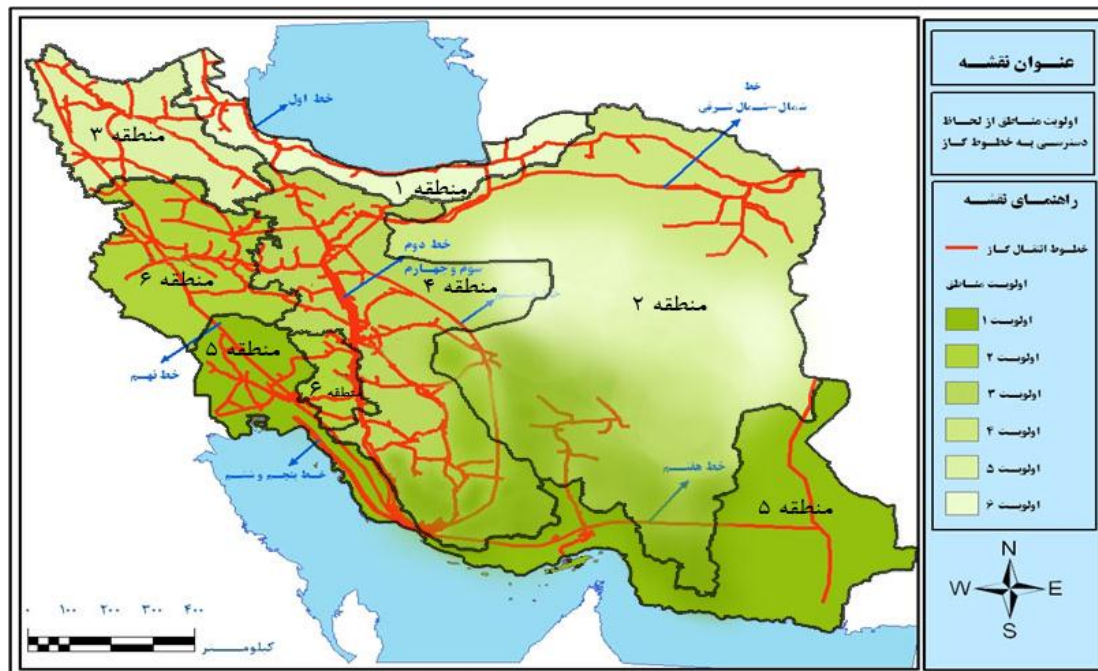 عنوان نقشه
اولویت مناطق از لحاظ
دسترسی به خطوط گاز
راهنمای نقشه
خطوط انتقال گاز
اولویت مناطق
اولویت ۱
اولویت ۲
اولویت ۳
اولویت ۴
اولویت ۵
اولویت ۶
N
W
E
S
خط اول
خط
شمال-شمال شرقی
منطقه ۳
منطقه ۱
خط دوم
سوم و چهارم
منطقه ۴
منطقه ۲
منطقه ۶
منطقه ۵
خط نهم
منطقه ۶
خط پنجم و ششم
خط هفتم
منطقه ۵
۰ ۱۰۰ ۲۰۰ ۳۰۰ ۴۰۰
کیلومتر